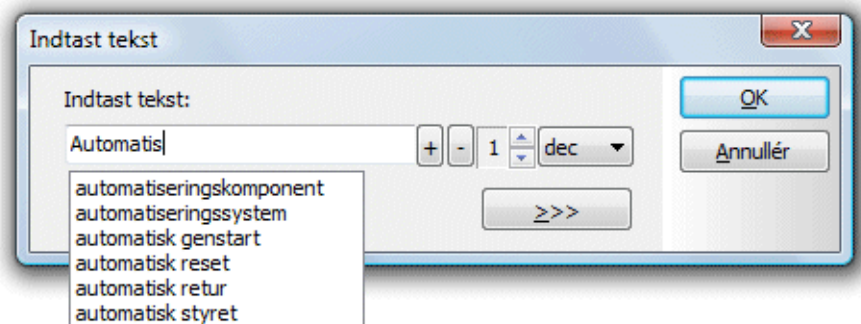 Indtast tekst
Indtast tekst:
Automatis
+ - 1 dec
OK
Annullér
>>>
automatiseringskomponent
automatiseringssystem
automatisk genstart
automatisk reset
automatisk retur
automatisk styret